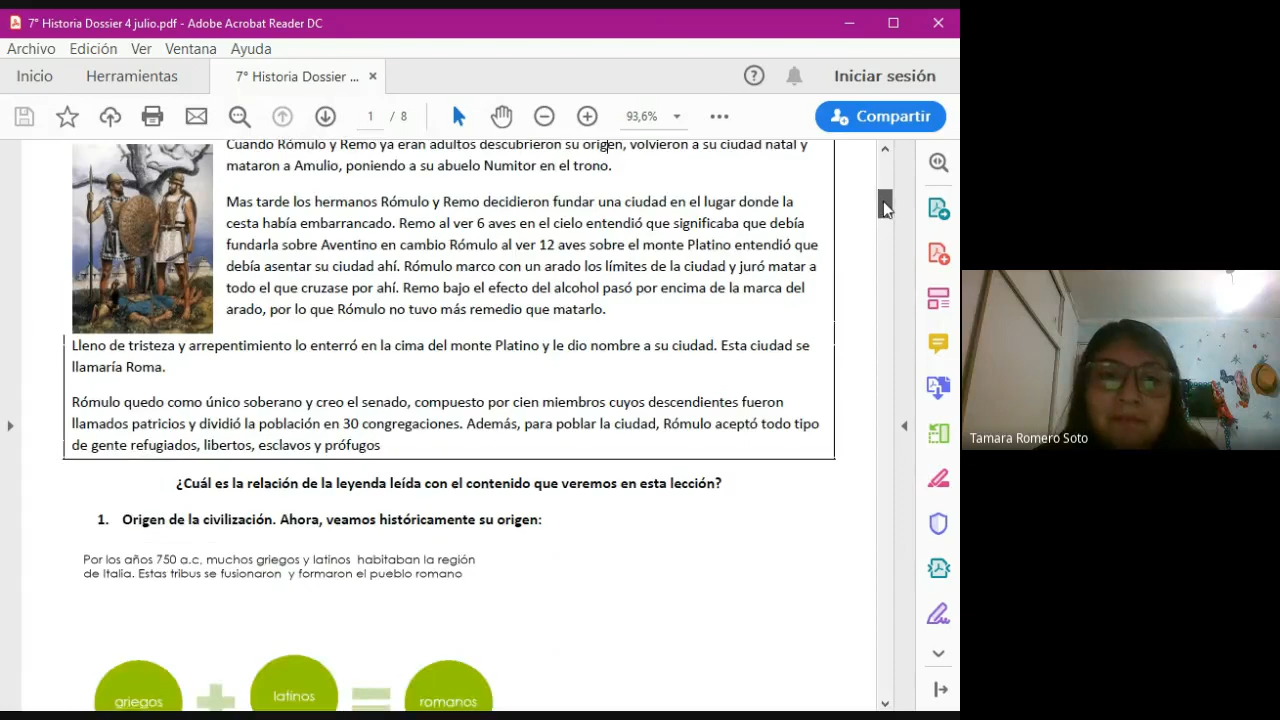 7° Historia Dossier 4 julio.pdf - Adobe Acrobat Reader DC
Archivo Edición Ver Ventana Ayuda
Inicio Herramientas 7° Historia Dossier ... × ? Iniciar sesión
1 / 8 93,6% Compartir
Cuando Rómulo y Remo ya eran adultos descubrieron su origen, volvieron a su ciudad natal y
mataron a Amulio, poniendo a su abuelo Numitor en el trono.
Mas tarde los hermanos Rómulo y Remo decidieron fundar una ciudad en el lugar donde la
cesta había embarrancado. Remo al ver 6 aves en el cielo entendió que significaba que debía
fundarla sobre Aventino en cambio Rómulo al ver 12 aves sobre el monte Platino entendió que
debía asentar su ciudad ahí. Rómulo marco con un arado los límites de la ciudad y juró matar a
todo el que cruzase por ahí. Remo bajo el efecto del alcohol pasó por encima de la marca del
arado, por lo que Rómulo no tuvo más remedio que matarlo.
Lleno de tristeza y arrepentimiento lo enterró en la cima del monte Platino y le dio nombre a su ciudad. Esta ciudad se
llamaría Roma.
Rómulo quedo como único soberano y creo el senado, compuesto por cien miembros cuyos descendientes fueron
llamados patricios y dividió la población en 30 congregaciones. Además, para poblar la ciudad, Rómulo aceptó todo tipo
de gente refugiados, libertos, esclavos y prófugos
¿Cuál es la relación de la leyenda leída con el contenido que veremos en esta lección?
1. Origen de la civilización. Ahora, veamos históricamente su origen:
Por los años 750 a.c, muchos griegos y latinos habitaban la región
de Italia. Estas tribus se fusionaron y formaron el pueblo romano
griegos + latinos = romanos
Tamara Romero Soto